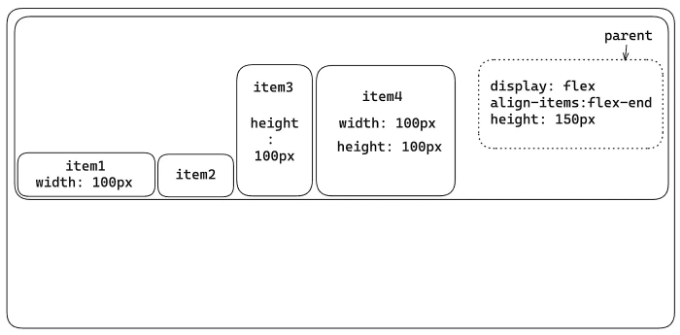 parent
display: flex
align-items:flex-end
height: 150px
item1
width: 100px
item2
item3
height
:
100px
item4
width: 100px
height: 100px